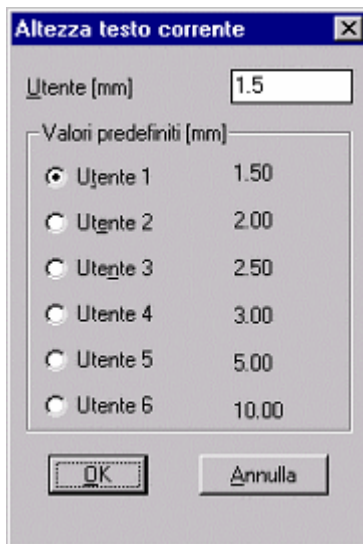 Altezza testo corrente
Utente [mm] 1.5
Valori predefiniti [mm]
Utente 1 1.50
Utente 2 2.00
Utente 3 2.50
Utente 4 3.00
Utente 5 5.00
Utente 6 10.00
OK Annulla